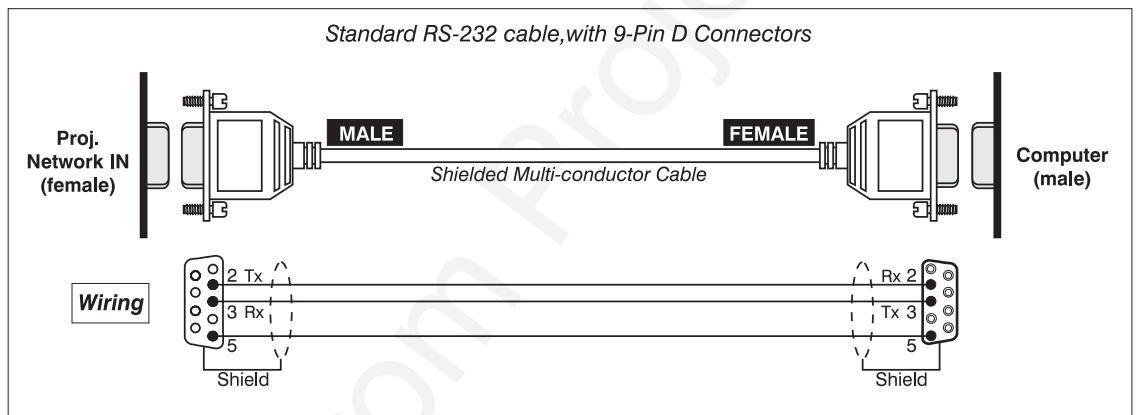 Standard RS-232 cable,with 9-Pin D Connectors
Proj.
Network IN
(female)
MALE
FEMALE
Shielded Multi-conductor Cable
Computer
(male)
Wiring
2 Tx
Rx 2
3 Rx
Tx 3
5
5
Shield
Shield